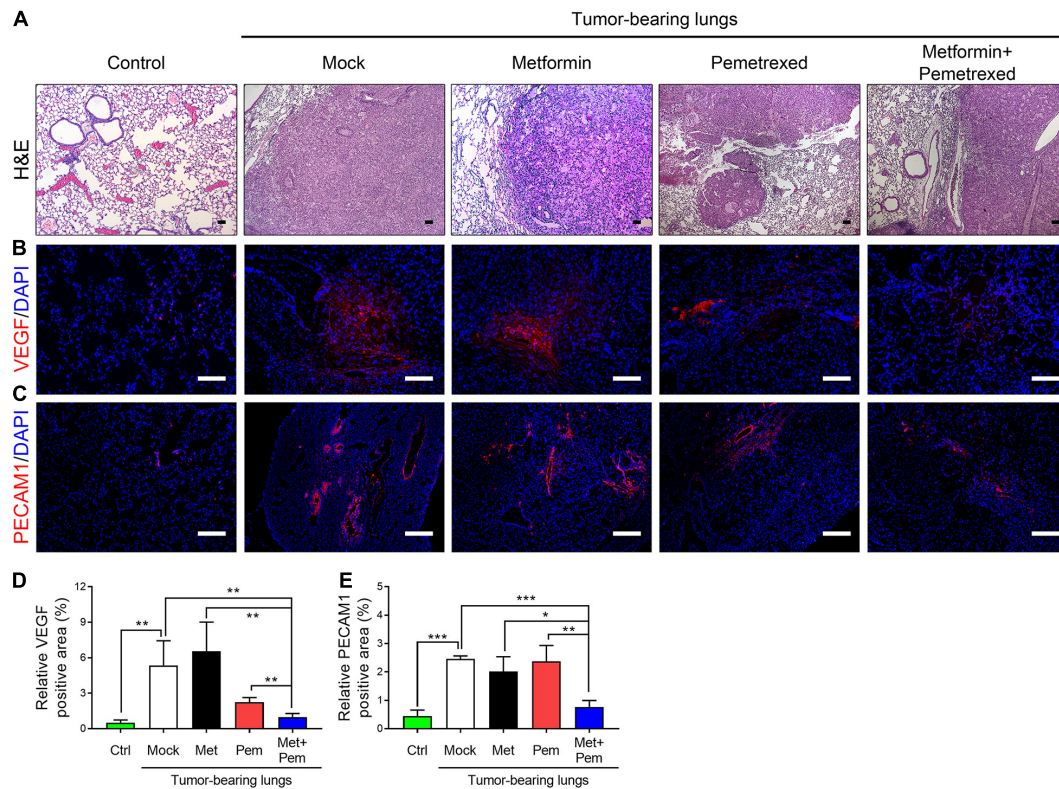 A
Tumor-bearing lungs
Control
Mock
Metformin
Pemetrexed
Metformin+
Pemetrexed
H&E
B
VEGF/DAPI
C
PECAM1/DAPI
D
Relative VEGF
positive area (%)
12
9
6
3
0
**
**
**
**
Ctrl
Mock
Met
Pem
Met+
Pem
Tumor-bearing lungs
E
Relative PECAM1
positive area (%)
5
4
3
2
1
0
***
***
*
**
Ctrl
Mock
Met
Pem
Met+
Pem
Tumor-bearing lungs